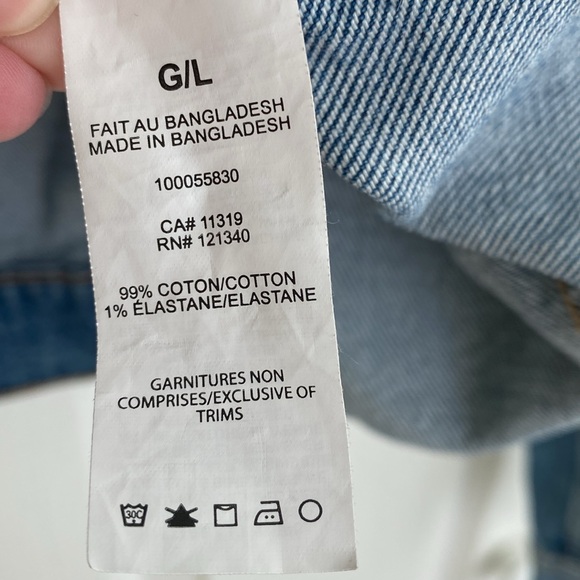 G/L
FAIT AU BANGLADESH
MADE IN BANGLADESH
100055830
CA# 11319
RN# 121340
99% COTON/COTTON
1% ÉLASTANE/ELASTANE
GARNITURES NON
COMPRISES/EXCLUSIVE OF
TRIMS
30C